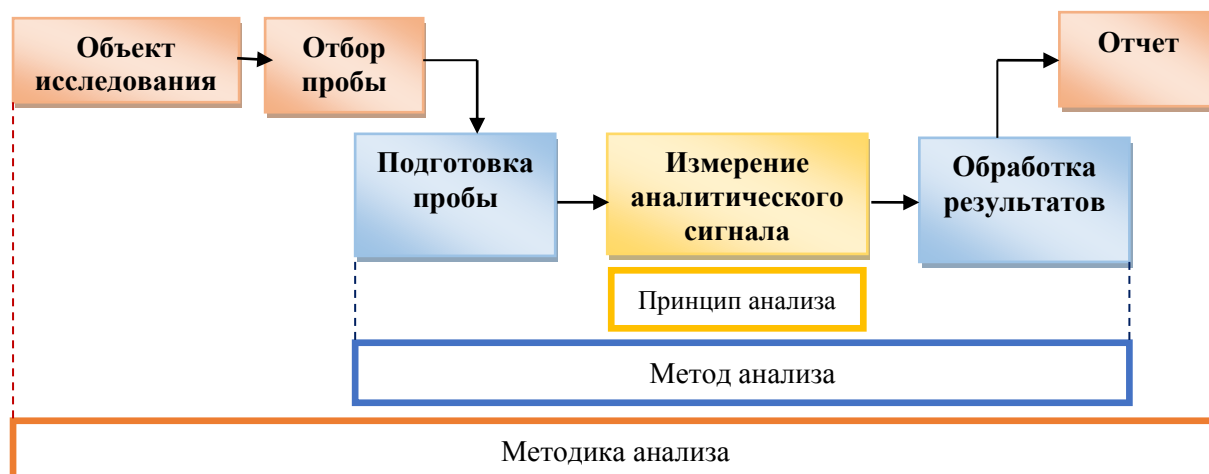 Объект
исследования
Отбор
пробы
Отчет
Подготовка
пробы
Измерение
аналитического
сигнала
Обработка
результатов
Принцип анализа
Метод анализа
Методика анализа